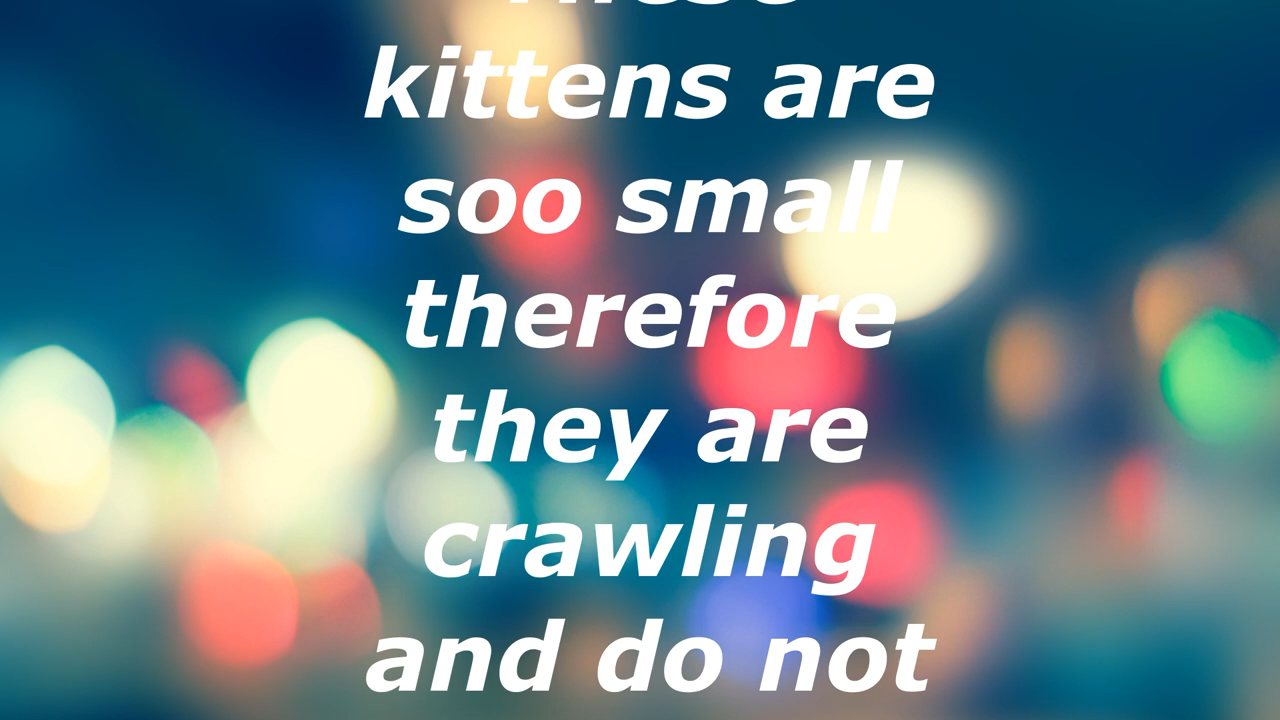 kittens are
soo small
therefore
they are
crawling
and do not